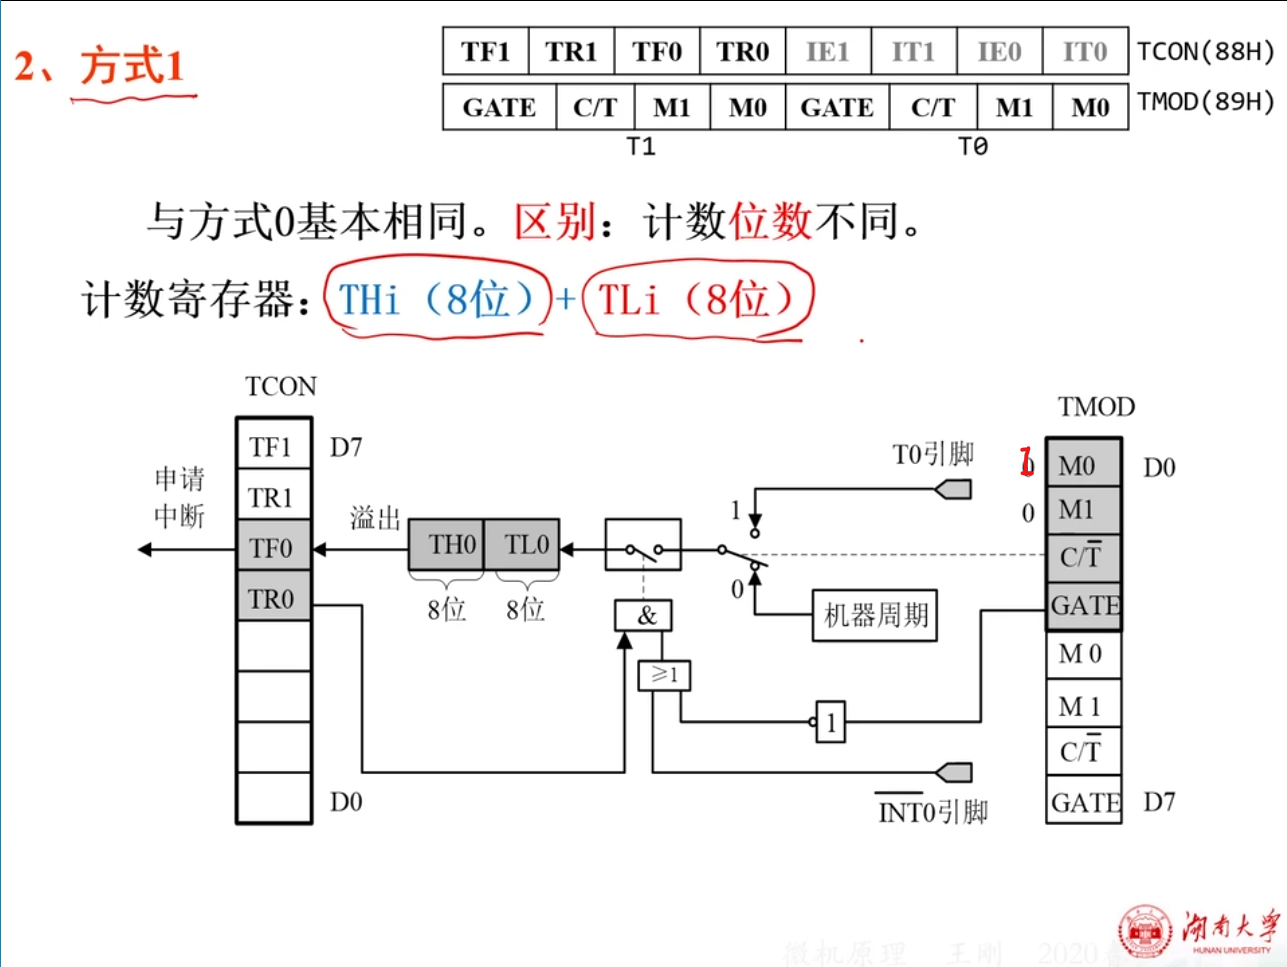 2、方式1
TF1 TR1 TF0 TR0 IE1 IT1 IE0 IT0 TCON(88H)
GATE C/T M1 M0 GATE C/T M1 M0 TMOD(89H)
T1 T0
与方式0基本相同。区别：计数位数不同。
计数寄存器：THi（8位）+TLi（8位）
TCON
TMOD
TF1 D7
TR1
TF0
TR0
D0
申请
中断
溢出
TH0 TL0
8位 8位
&
≥1
1
1
0
T0引脚
机器周期
INT0引脚
1
0
M0 D0
M1
C/T
GATE
M 0
M 1
C/T
GATE D7
湖南大学
HUNAN UNIVERSITY
微机原理 王刚 2020